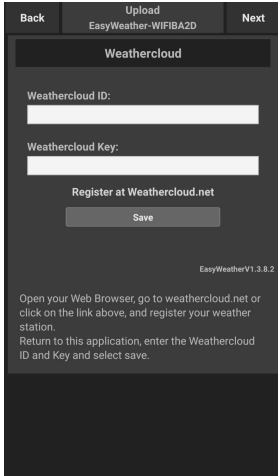 Back
Upload
EasyWeather-WIFIBA2D
Next
Weathercloud
Weathercloud ID:
Weathercloud Key:
Register at Weathercloud.net
Save
EasyWeatherV1.3.8.2
Open your Web Browser, go to weathercloud.net or
click on the link above, and register your weather
station.
Return to this application, enter the Weathercloud
ID and Key and select save.